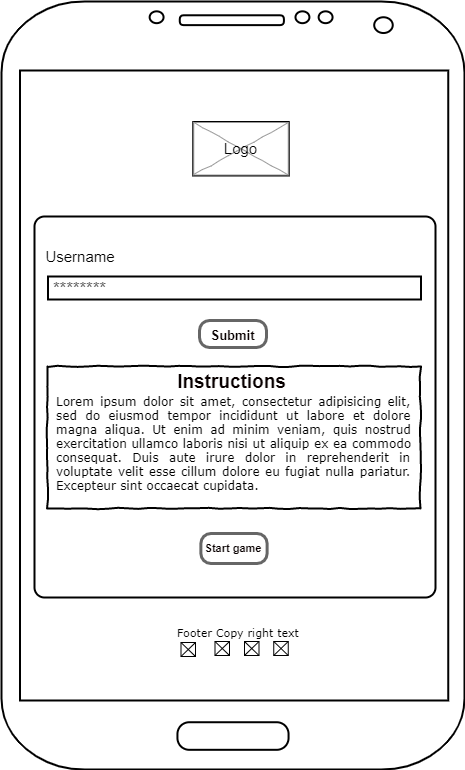 Logo
Username
********
Submit
Instructions
Lorem ipsum dolor sit amet, consectetur adipisicing elit,
sed do eiusmod tempor incididunt ut labore et dolore
magna aliqua. Ut enim ad minim veniam, quis nostrud
exercitation ullamco laboris nisi ut aliquip ex ea commodo
consequat. Duis aute irure dolor in reprehenderit in
voluptate velit esse cillum dolore eu fugiat nulla pariatur.
Excepteur sint occaecat cupidata.
Start game
Footer Copy right text